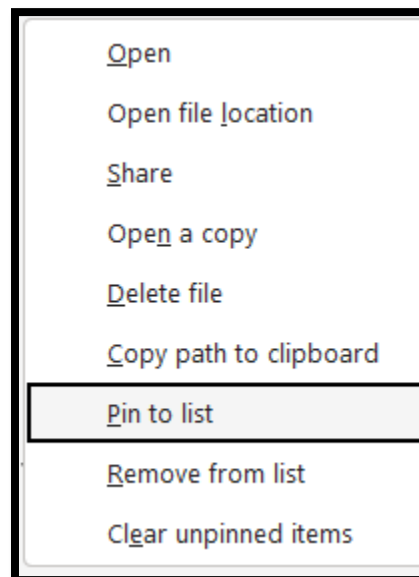 Open
Open file location
Share
Open a copy
Delete file
Copy path to clipboard
Pin to list
Remove from list
Clear unpinned items